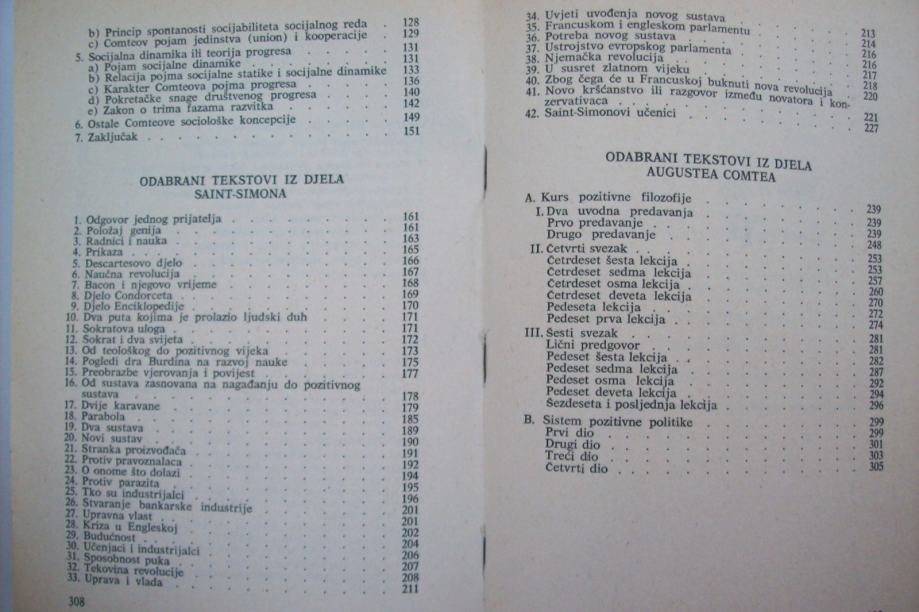 b) Princip spontanosti socijabiliteta socijalnog reda . 128
c) Comteov pojam jedinstva (union) i kooperacije 129
5. Socijalna dinamika ili teorija progresa . . . . 131
a) Pojam socijalne dinamike . . . . . . 131
b) Relacija pojma socijalne statike i socijalne dinamike 133
c) Karakter Comteova pojma progresa . . . . 136
d) Pokretačke snage društvenog progresa . . . 140
e) Zakon o trima fazama razvitka . . . . 142
6. Ostale Comteove sociološke koncepcije . . . . 149
7. Zaključak . . . . . . . . . . 151
ODABRANI TEKSTOVI IZ DJELA
SAINT-SIMONA
1. Odgovor jednog prijatelja . . . . . . 161
2. Položaj genija . . . . . . . . 161
3. Radnici i nauka . . . . . . . . 163
4. Prikaza . . . . . . . . . . 165
5. Descartesovo djelo . . . . . . . . 166
6. Naučna revolucija . . . . . . . . 167
7. Bacon i njegovo vrijeme . . . . . . 168
8. Djelo Condorceta . . . . . . . . 169
9. Djelo Enciklopedije . . . . . . . . 170
10. Dva puta kojima je prolazio ljudski duh . . . 171
11. Sokratova uloga . . . . . . . . 171
12. Sokrat i dva svijeta . . . . . . . 172
13. Od teološkog do pozitivnog vijeka . . . . 173
14. Pogledi dra Burdina na razvoj nauke . . . . 175
15. Preobrazbe vjerovanja i povijest . . . . . 177
16. Od sustava zasnovana na nagađanju do pozitivnog
sustava . . . . . . . . . . 178
17. Dvije karavane . . . . . . . . 179
18. Parabola . . . . . . . . . . 185
19. Dva sustava . . . . . . . . . 189
20. Novi sustav . . . . . . . . . 190
21. Stranka proizvođača . . . . . . . 191
22. Protiv pravoznalaca . . . . . . . 192
23. O onome što dolazi . . . . . . . 194
24. Protiv parazita . . . . . . . . 195
25. Tko su industrijalci . . . . . . . 196
26. Stvaranje bankarske industrije . . . . . 201
27. Upravna vlast . . . . . . . . 201
28. Kriza u Engleskoj . . . . . . . . 202
29. Budućnost . . . . . . . . . . 204
30. Učenjaci i industrijalci . . . . . . . 206
31. Sposobnost puka . . . . . . . . 207
32. Tekovina revolucije . . . . . . . 208
33. Uprava i vlada . . . . . . . . 211
308
34. Uvjeti uvođenja novog sustava . . . . . 213
35. Francuskom i engleskom parlamentu . . . . 214
36. Potreba novog sustava . . . . . . 216
37. Ustrojstvo evropskog parlamenta . . . . . 216
38. Njemačka revolucija . . . . . . . 217
39. U susret zlatnom vijeku . . . . . . 218
40. Zbog čega će u Francuskoj buknuti nova revolucija . 220
41. Novo kršćanstvo ili razgovor između novatora i kon-
zervativaca . . . . . . . . . 221
42. Saint-Simonovi učenici . . . . . . . 227
ODABRANI TEKSTOVI IZ DJELA
AUGUSTEA COMTEA
A. Kurs pozitivne filozofije . . . . . . 239
I. Dva uvodna predavanja . . . . . . 239
Prvo predavanje . . . . . . . 239
Drugo predavanje . . . . . . . 248
II. Četvrti svezak . . . . . . . . 253
Četrdeset šesta lekcija . . . . . . 253
Četrdeset sedma lekcija . . . . . . 257
Četrdeset osma lekcija . . . . . . 260
Četrdeset deveta lekcija . . . . . . 270
Pedeseta lekcija . . . . . . . 272
Pedeset prva lekcija . . . . . . . 274
III. Šesti svezak . . . . . . . . 281
Lični predgovor . . . . . . . 281
Pedeset šesta lekcija . . . . . . 282
Pedeset sedma lekcija . . . . . . 287
Pedeset osma lekcija . . . . . . 292
Pedeset deveta lekcija . . . . . . 294
Šezdeseta i posljednja lekcija . . . . . 296
B. Sistem pozitivne politike . . . . . . 299
Prvi dio . . . . . . . . . 299
Drugi dio . . . . . . . . . 301
Treći dio . . . . . . . . . 303
Četvrti dio . . . . . . . . . 305